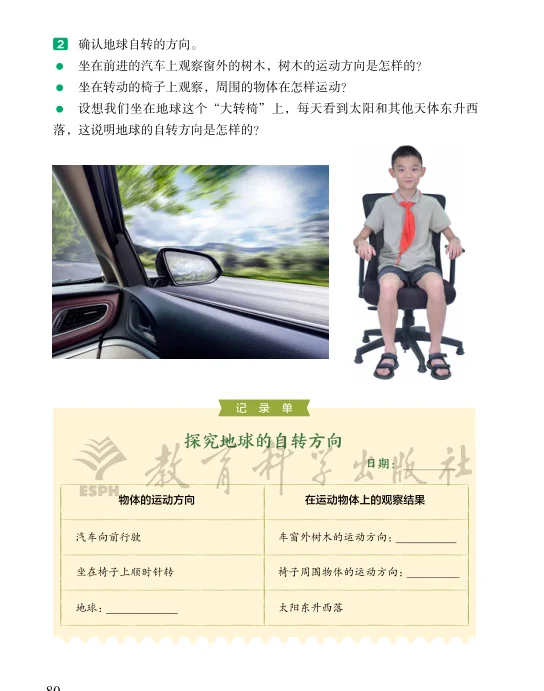 2 确认地球自转的方向。
● 坐在前进的汽车上观察窗外的树木，树木的运动方向是怎样的？
● 坐在转动的椅子上观察，周围的物体在怎样运动？
● 设想我们坐在地球这个“大转椅”上，每天看到太阳和其他天体东升西
落，这说明地球的自转方向是怎样的？
记 录 单
探究地球的自转方向
日期：________
ESPH 教育科学出版社
物体的运动方向 在运动物体上的观察结果
汽车向前行驶 车窗外树木的运动方向：________
坐在椅子上顺时针转 椅子周围物体的运动方向：________
地球：________ 太阳东升西落